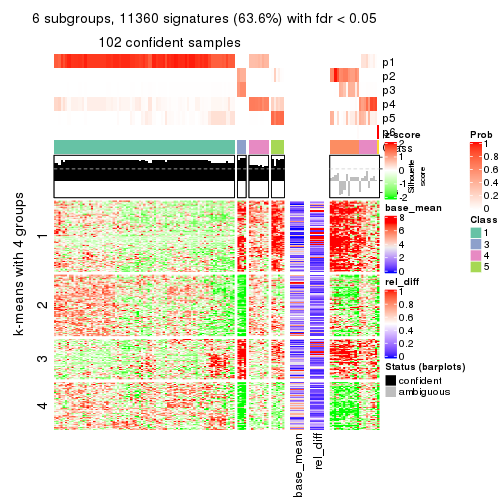 6 subgroups, 11360 signatures (63.6%) with fdr < 0.05
102 confident samples
p1
p2
p3
p4
p5
p6
Class
z-score
2
1
0
-1
-2
Silhouette
score
Prob
1
0.8
0.6
0.4
0.2
0
Class
1
3
4
5
k-means with 4 groups
1
2
3
4
base_mean
8
6
4
2
0
rel_diff
1
0.8
0.6
0.4
0.2
0
Status (barplots)
confident
ambiguous
base_mean
rel_diff